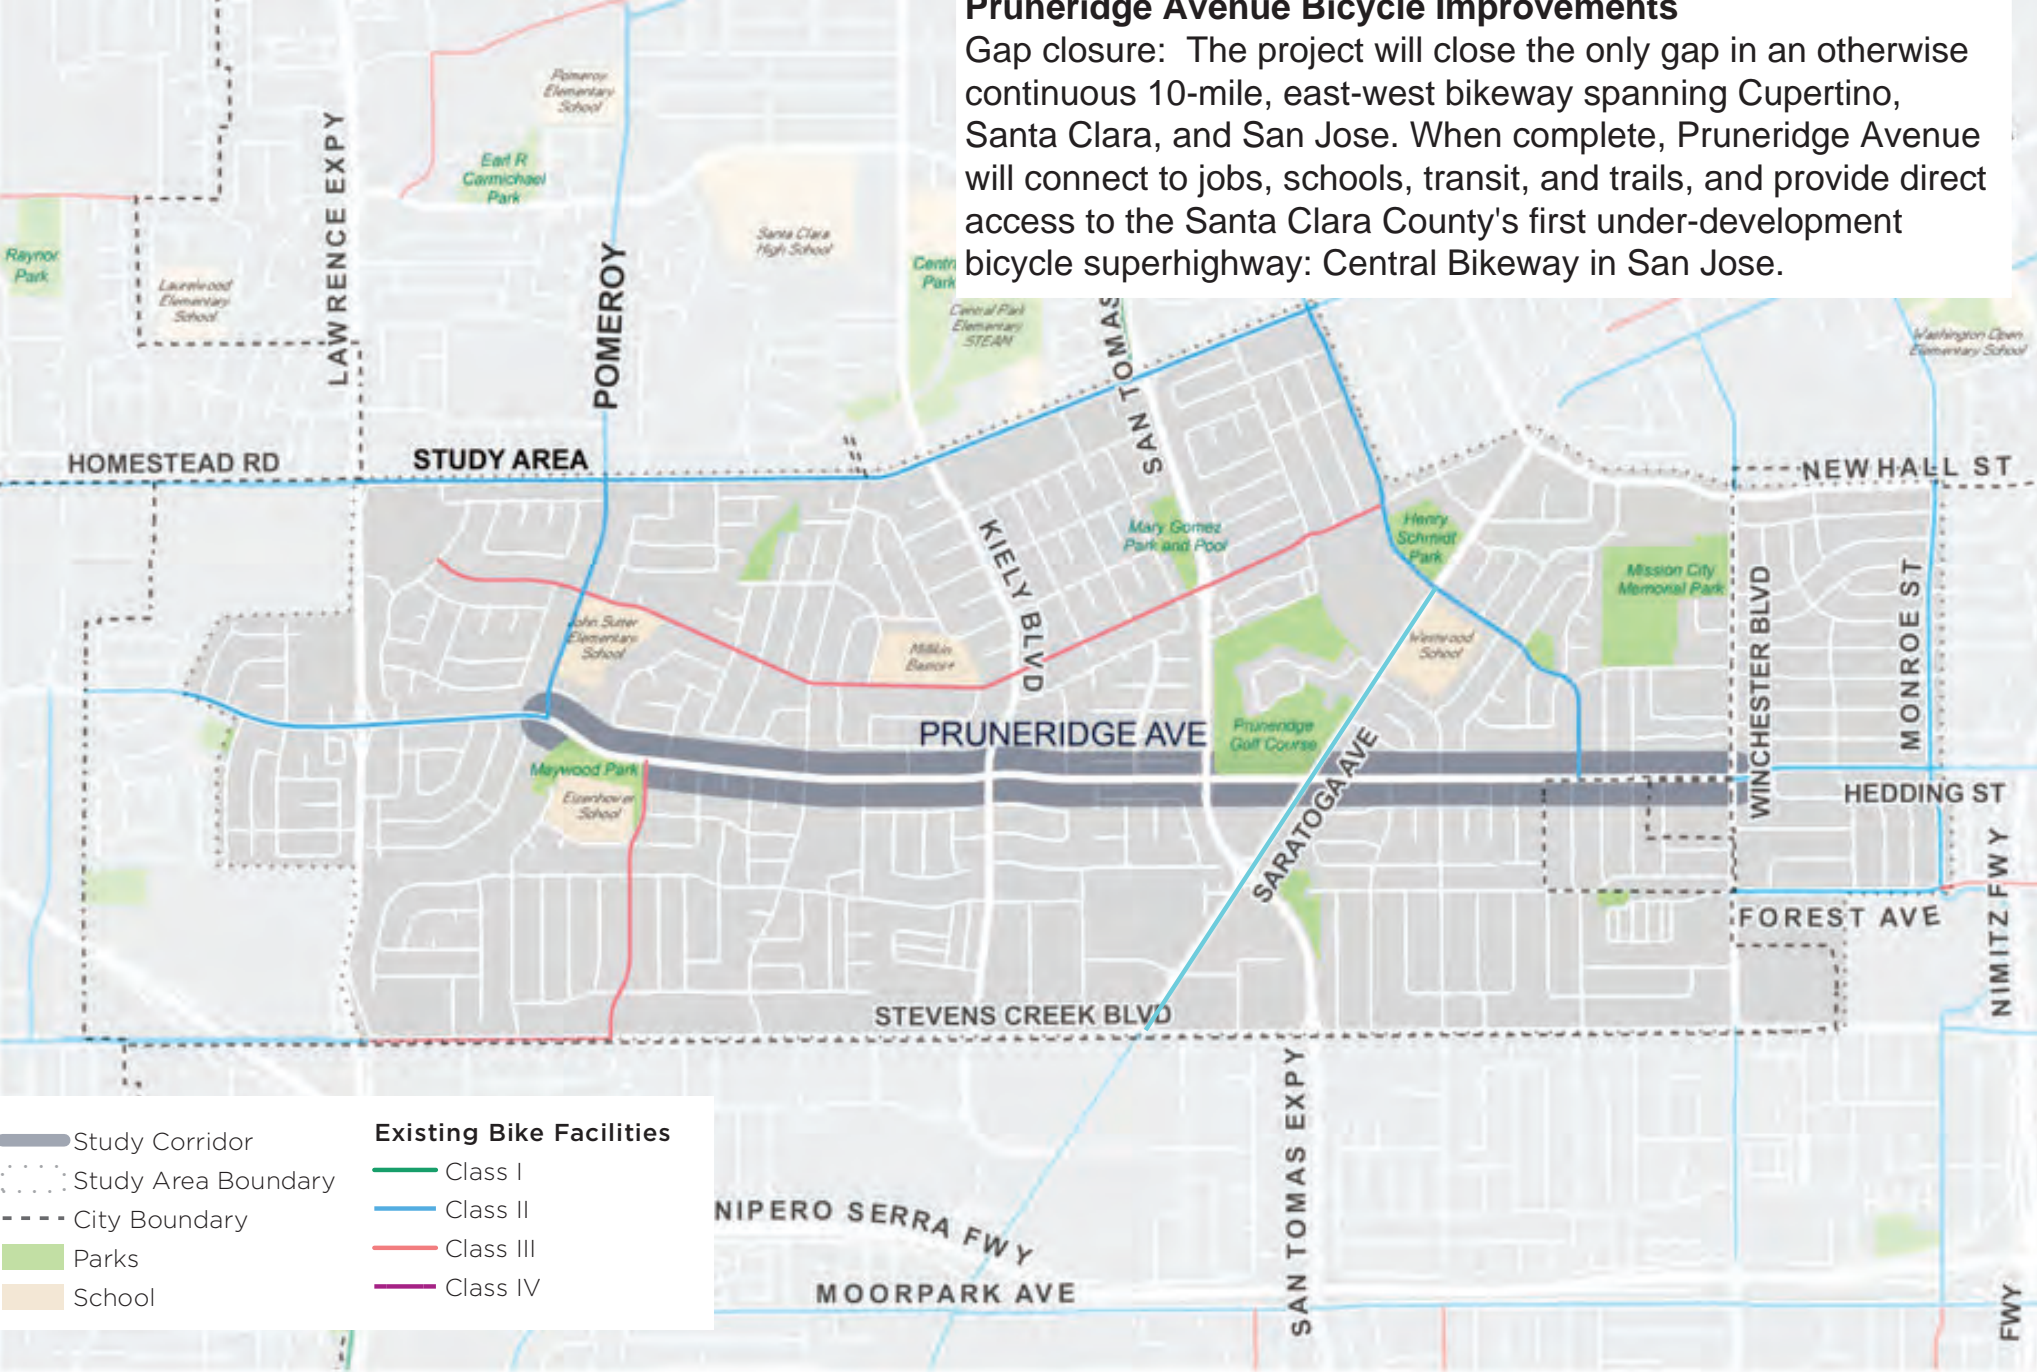 Pruneridge Avenue Bicycle Improvements
Gap closure: The project will close the only gap in an otherwise
continuous 10-mile, east-west bikeway spanning Cupertino,
Santa Clara, and San Jose. When complete, Pruneridge Avenue
will connect to jobs, schools, transit, and trails, and provide direct
access to the Santa Clara County's first under-development
bicycle superhighway: Central Bikeway in San Jose.
Pomeroy
Elementary
School
Earl R
Carmichael
Park
LAWRENCE EXPY
Santa Clara
High School
Raynor
Park
Laurelwood
Elementary
School
POMEROY
Park
Central Park
Elementary
STEAM
SAN TOMAS
Washington Open
Elementary School
HOMESTEAD RD
STUDY AREA
NEWHALL ST
KIELY BLVD
Mary Gomez
Park and Pool
Henry
Schmidt
Park
Mission City
Memorial Park
WINCHESTER BLVD
MONROE ST
John Sutter
Elementary
School
Millikin
Basics+
Westwood
School
PRUNERIDGE AVE
Pruneridge
Golf Course
SARATOGA AVE
Maywood Park
Eisenhower
School
HEDDING ST
FOREST AVE
NIMITZ FWY
STEVENS CREEK BLVD
SAN TOMAS EXPY
NIPERO SERRA FWY
MOORPARK AVE
FWY
Study Corridor
Study Area Boundary
City Boundary
Parks
School
Existing Bike Facilities
Class I
Class II
Class III
Class IV